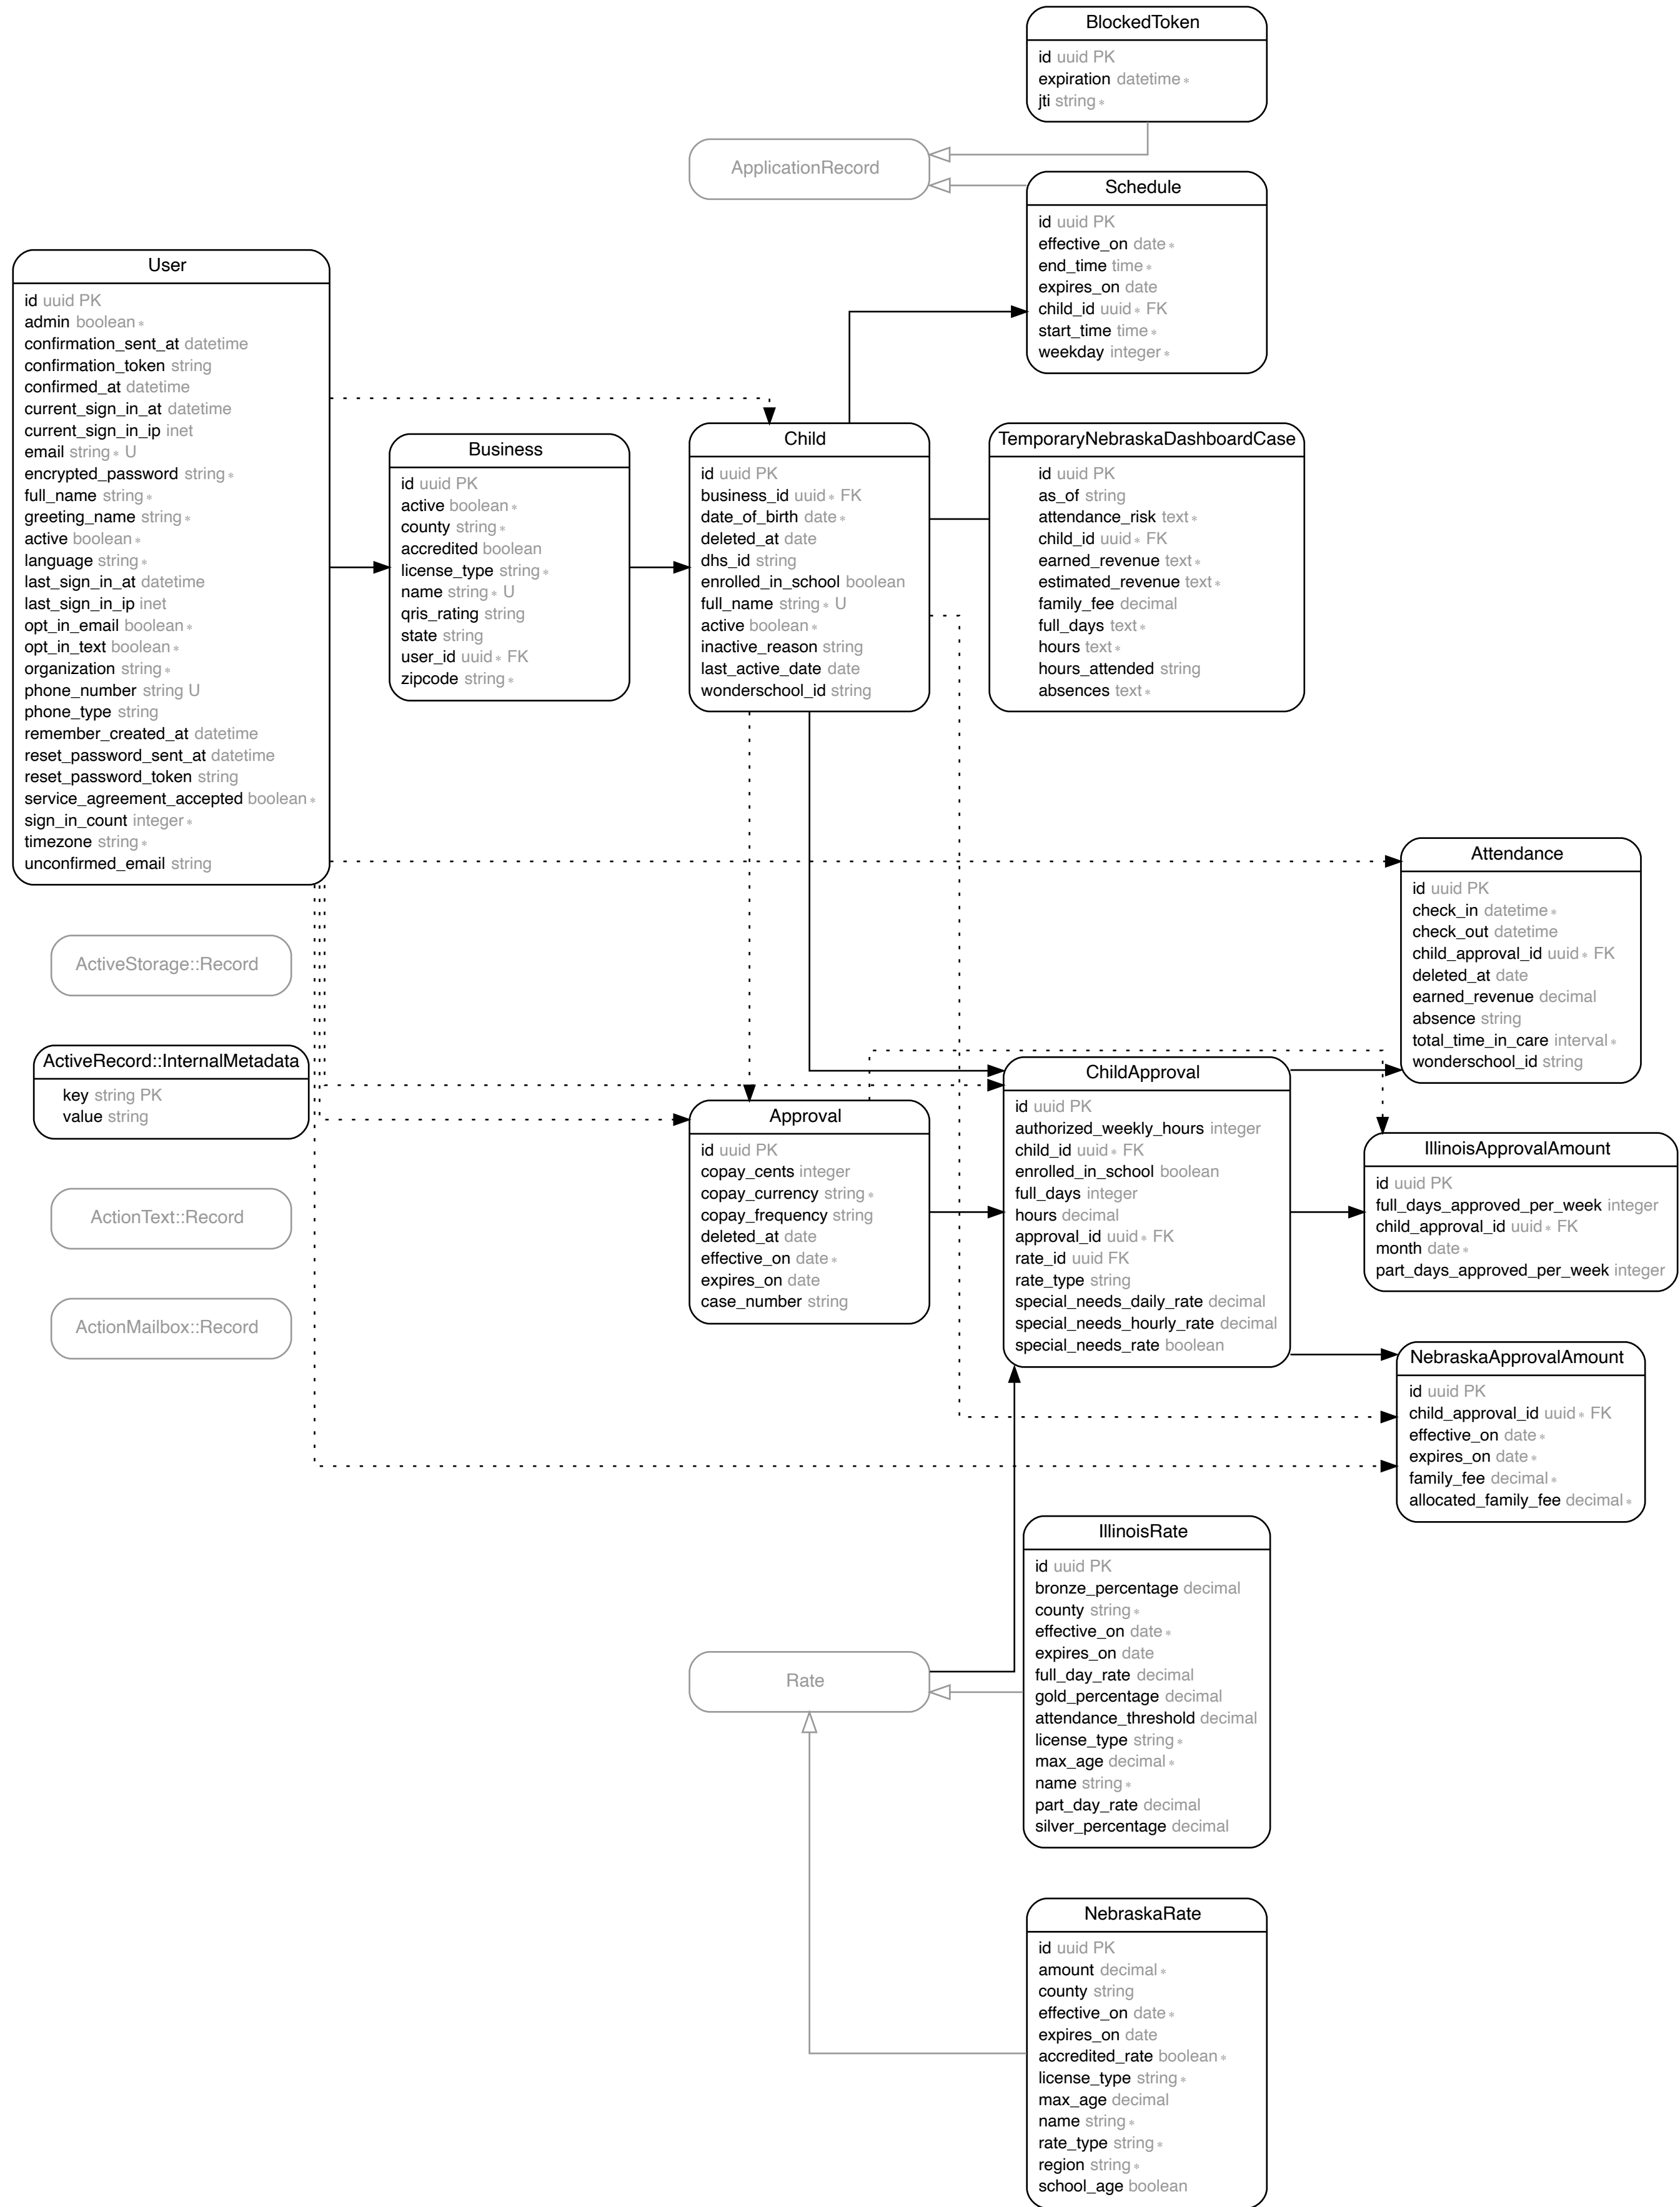 BlockedToken
id uuid PK
expiration datetime ∗
jti string ∗
ApplicationRecord
Schedule
id uuid PK
effective_on date ∗
end_time time ∗
expires_on date
child_id uuid ∗ FK
start_time time ∗
weekday integer ∗
User
id uuid PK
admin boolean ∗
confirmation_sent_at datetime
confirmation_token string
confirmed_at datetime
current_sign_in_at datetime
current_sign_in_ip inet
email string ∗ U
encrypted_password string ∗
full_name string ∗
greeting_name string ∗
active boolean ∗
language string ∗
last_sign_in_at datetime
last_sign_in_ip inet
opt_in_email boolean ∗
opt_in_text boolean ∗
organization string ∗
phone_number string U
phone_type string
remember_created_at datetime
reset_password_sent_at datetime
reset_password_token string
service_agreement_accepted boolean ∗
sign_in_count integer ∗
timezone string ∗
unconfirmed_email string
Business
id uuid PK
active boolean ∗
county string ∗
accredited boolean
license_type string ∗
name string ∗ U
qris_rating string
state string
user_id uuid ∗ FK
zipcode string ∗
Child
id uuid PK
business_id uuid ∗ FK
date_of_birth date ∗
deleted_at date
dhs_id string
enrolled_in_school boolean
full_name string ∗ U
active boolean ∗
inactive_reason string
last_active_date date
wonderschool_id string
TemporaryNebraskaDashboardCase
id uuid PK
as_of string
attendance_risk text ∗
child_id uuid ∗ FK
earned_revenue text ∗
estimated_revenue text ∗
family_fee decimal
full_days text ∗
hours text ∗
hours_attended string
absences text ∗
Attendance
id uuid PK
check_in datetime ∗
check_out datetime
child_approval_id uuid ∗ FK
deleted_at date
earned_revenue decimal
absence string
total_time_in_care interval ∗
wonderschool_id string
ActiveStorage::Record
ActiveRecord::InternalMetadata
key string PK
value string
ActionText::Record
ActionMailbox::Record
Approval
id uuid PK
copay_cents integer
copay_currency string ∗
copay_frequency string
deleted_at date
effective_on date ∗
expires_on date
case_number string
ChildApproval
id uuid PK
authorized_weekly_hours integer
child_id uuid ∗ FK
enrolled_in_school boolean
full_days integer
hours decimal
approval_id uuid ∗ FK
rate_id uuid FK
rate_type string
special_needs_daily_rate decimal
special_needs_hourly_rate decimal
special_needs_rate boolean
IllinoisApprovalAmount
id uuid PK
full_days_approved_per_week integer
child_approval_id uuid ∗ FK
month date ∗
part_days_approved_per_week integer
NebraskaApprovalAmount
id uuid PK
child_approval_id uuid ∗ FK
effective_on date ∗
expires_on date ∗
family_fee decimal ∗
allocated_family_fee decimal ∗
Rate
IllinoisRate
id uuid PK
bronze_percentage decimal
county string ∗
effective_on date ∗
expires_on date
full_day_rate decimal
gold_percentage decimal
attendance_threshold decimal
license_type string ∗
max_age decimal ∗
name string ∗
part_day_rate decimal
silver_percentage decimal
NebraskaRate
id uuid PK
amount decimal ∗
county string
effective_on date ∗
expires_on date
accredited_rate boolean ∗
license_type string ∗
max_age decimal
name string ∗
rate_type string ∗
region string ∗
school_age boolean